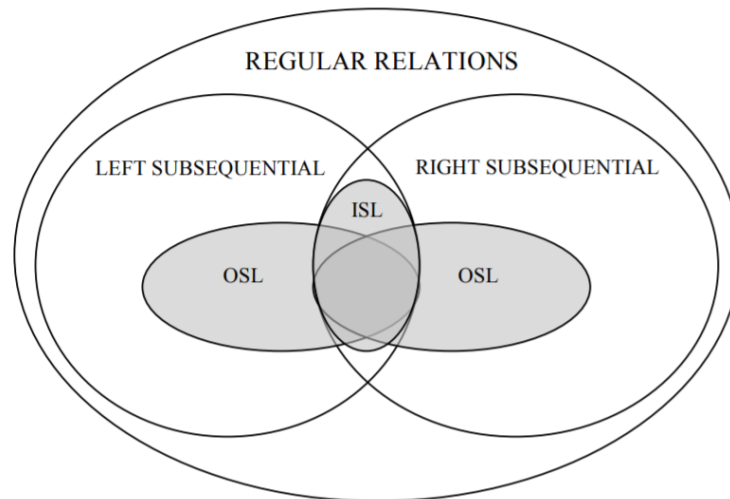 REGULAR RELATIONS
LEFT SUBSEQUENTIAL
RIGHT SUBSEQUENTIAL
ISL
OSL
OSL